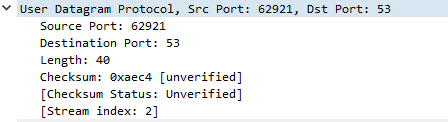 User Datagram Protocol, Src Port: 62921, Dst Port: 53
Source Port: 62921
Destination Port: 53
Length: 40
Checksum: 0xaec4 [unverified]
[Checksum Status: Unverified]
[Stream index: 2]